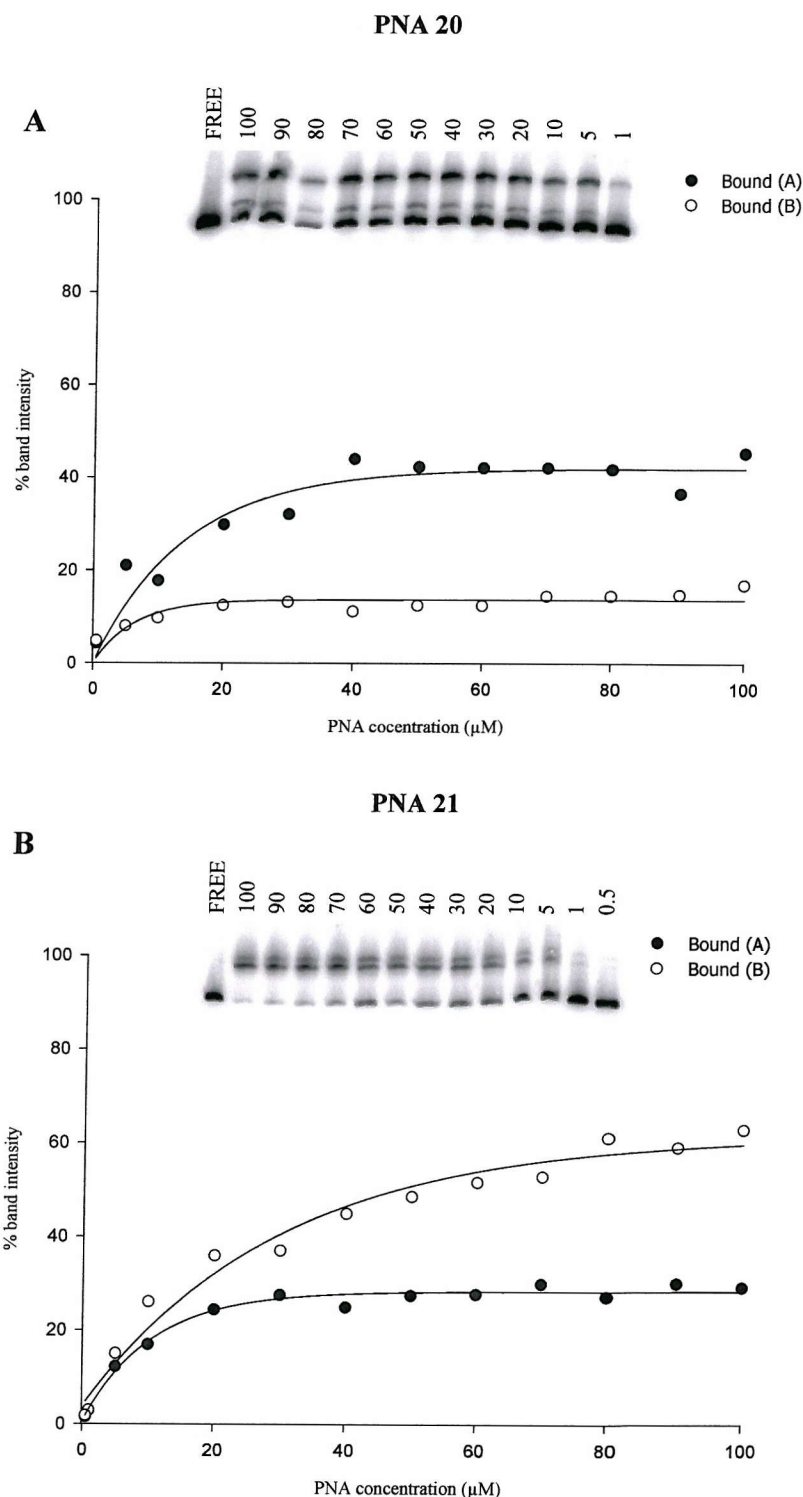 PNA 20
A
FREE 100 90 80 70 60 50 40 30 20 10 5 1
Bound (A)
Bound (B)
100
80
60
40
20
0
% band intensity
0 20 40 60 80 100
PNA cocentration (µM)
PNA 21
B
FREE 100 90 80 70 60 50 40 30 20 10 5 1 0.5
Bound (A)
Bound (B)
100
80
60
40
20
0
% band intensity
0 20 40 60 80 100
PNA concentration (µM)